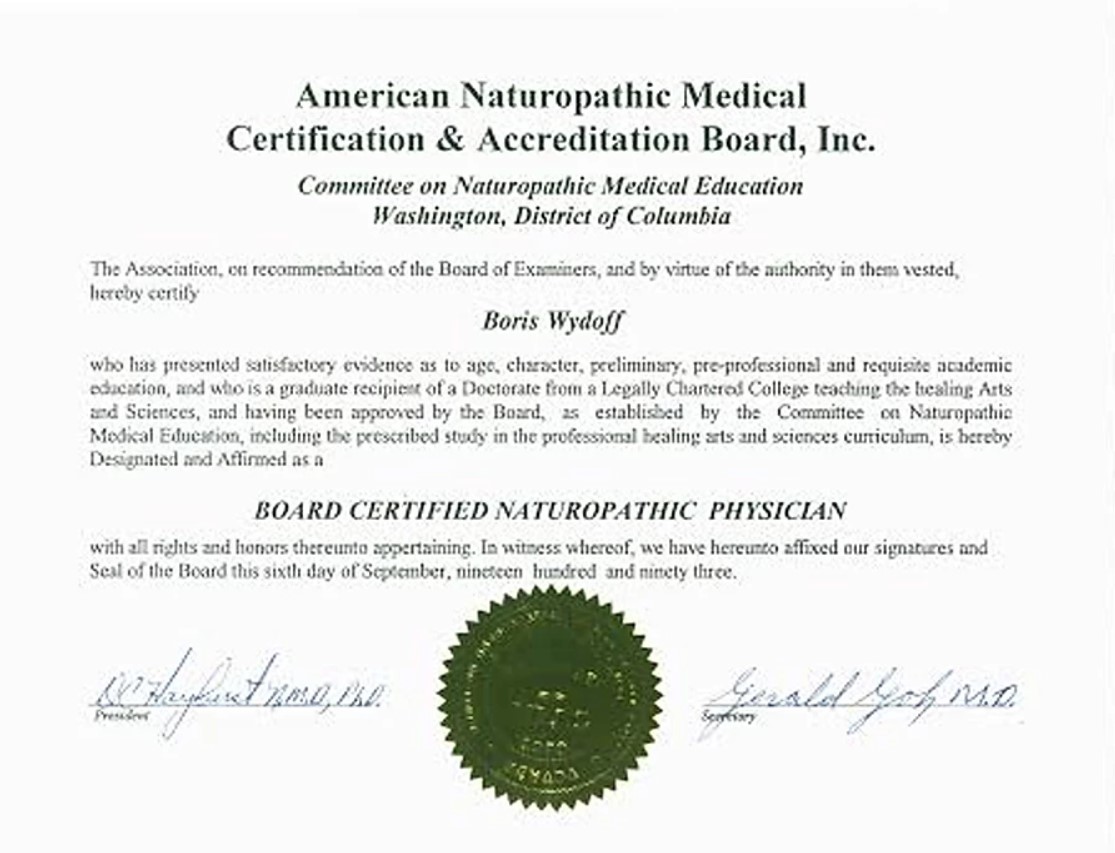 American Naturopathic Medical
Certification & Accreditation Board, Inc.
Committee on Naturopathic Medical Education
Washington, District of Columbia
The Association, on recommendation of the Board of Examiners, and by virtue of the authority in them vested,
hereby certify
Boris Wydoff
who has presented satisfactory evidence as to age, character, preliminary, pre-professional and requisite academic
education, and who is a graduate recipient of a Doctorate from a Legally Chartered College teaching the healing Arts
and Sciences, and having been approved by the Board, as established by the Committee on Naturopathic
Medical Education, including the prescribed study in the professional healing arts and sciences curriculum, is hereby
Designated and Affirmed as a
BOARD CERTIFIED NATUROPATHIC PHYSICIAN
with all rights and honors thereunto appertaining. In witness whereof, we have hereunto affixed our signatures and
Seal of the Board this sixth day of September, nineteen hundred and ninety three.
DC Hayhurst NMD, PhD.
President
Gerald
Secretary